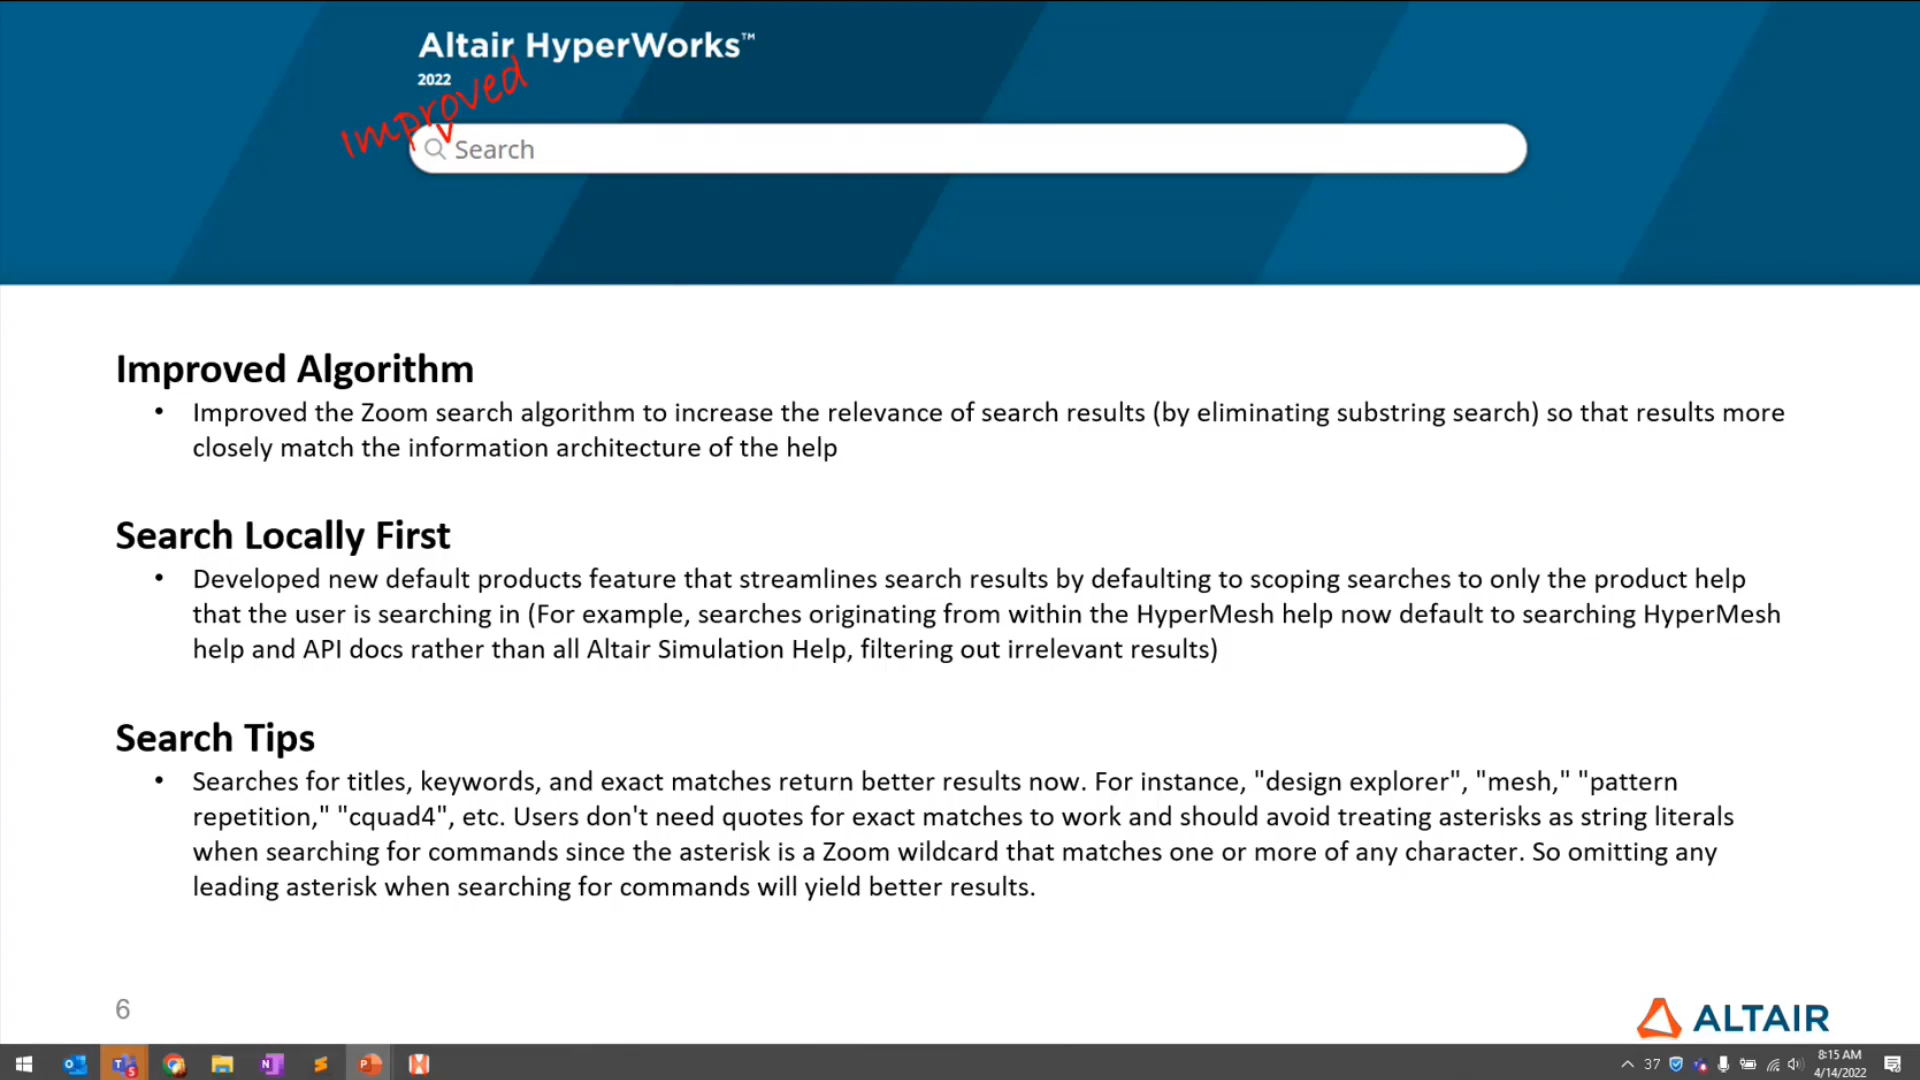 Altair HyperWorks™
2022
Improved
Search
Improved Algorithm
• Improved the Zoom search algorithm to increase the relevance of search results (by eliminating substring search) so that results more
closely match the information architecture of the help
Search Locally First
• Developed new default products feature that streamlines search results by defaulting to scoping searches to only the product help
that the user is searching in (For example, searches originating from within the HyperMesh help now default to searching HyperMesh
help and API docs rather than all Altair Simulation Help, filtering out irrelevant results)
Search Tips
• Searches for titles, keywords, and exact matches return better results now. For instance, "design explorer", "mesh," "pattern
repetition," "cquad4", etc. Users don't need quotes for exact matches to work and should avoid treating asterisks as string literals
when searching for commands since the asterisk is a Zoom wildcard that matches one or more of any character. So omitting any
leading asterisk when searching for commands will yield better results.
6
ALTAIR
37
8:15 AM
4/14/2022